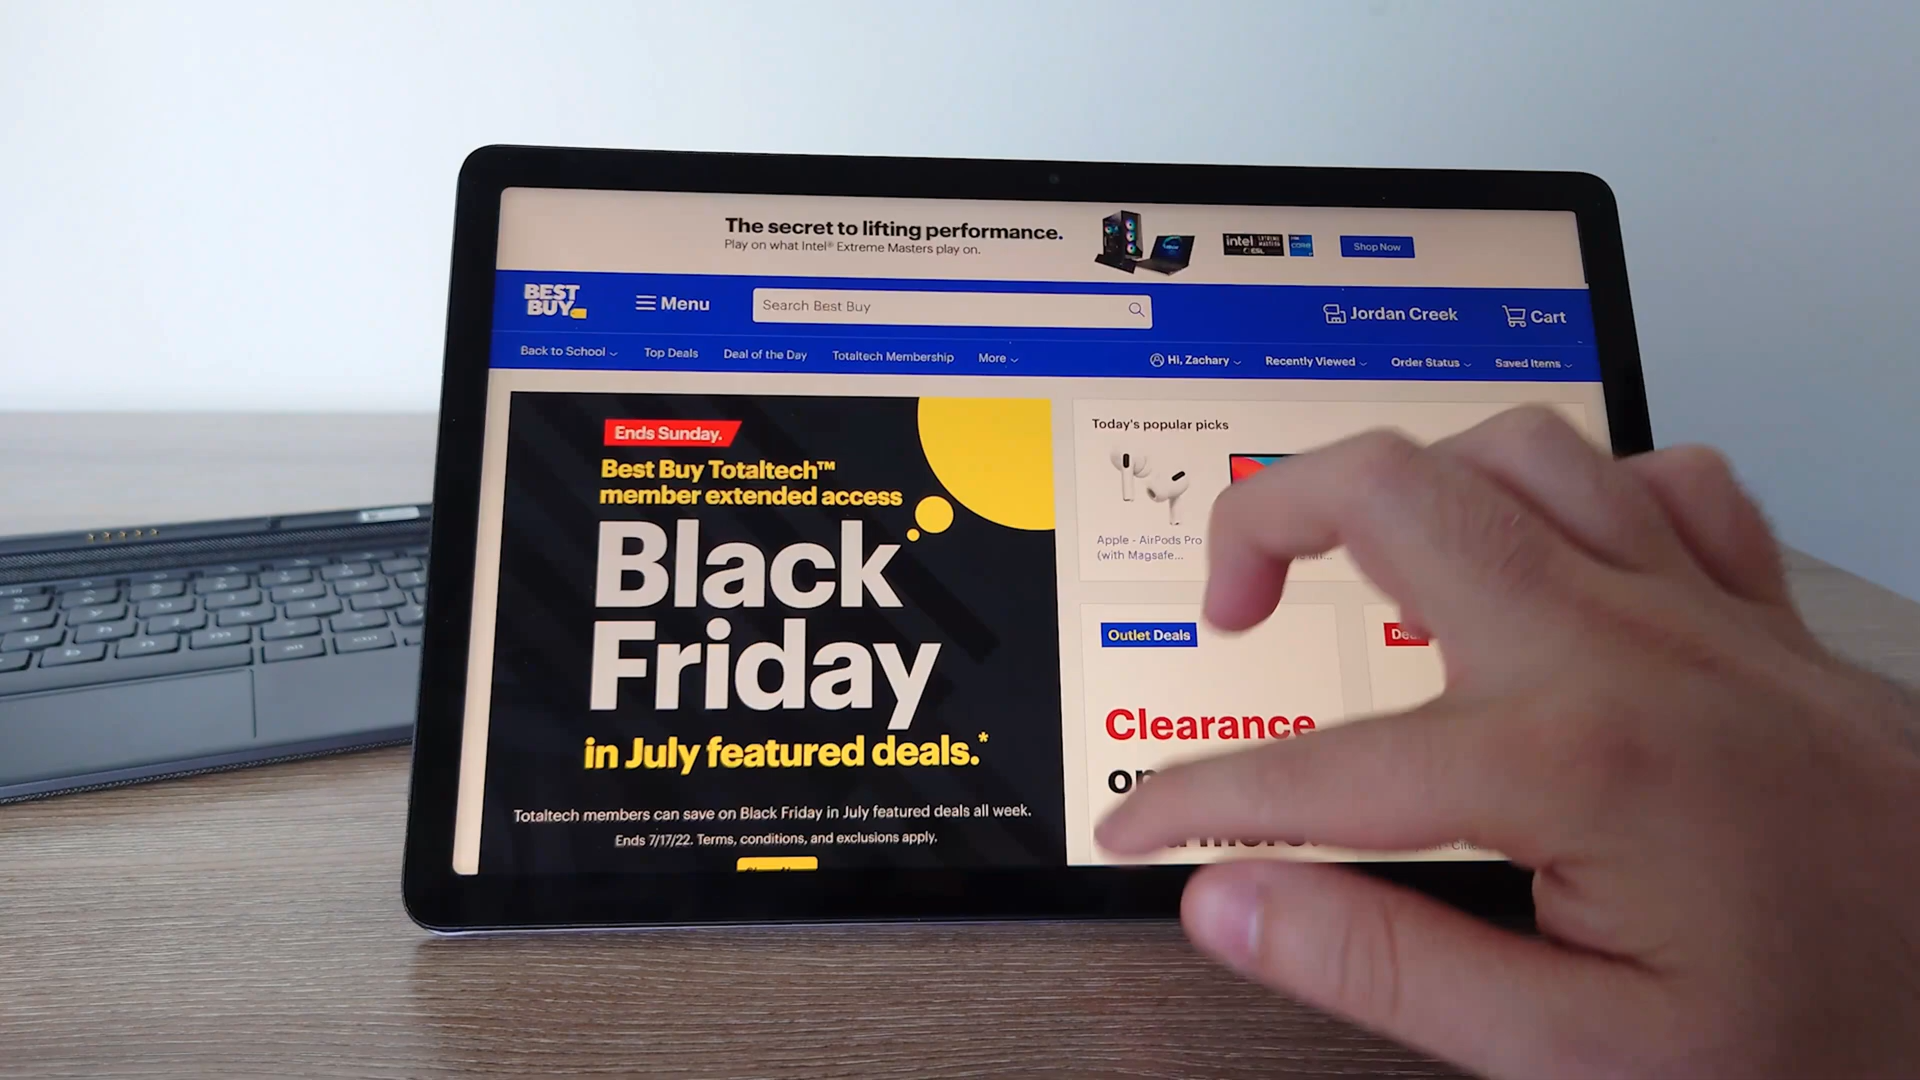 The secret to lifting performance.
Play on what Intel® Extreme Masters play on.
intel
Shop Now
BEST
BUY
Menu
Search Best Buy
Jordan Creek
Cart
Back to School
Top Deals
Deal of the Day
Totaltech Membership
More
Hi, Zachary
Recently Viewed
Order Status
Saved Items
Ends Sunday.
Best Buy Totaltech™
member extended access
Black
Friday
in July featured deals.*
Totaltech members can save on Black Friday in July featured deals all week.
Ends 7/17/22. Terms, conditions, and exclusions apply.
Today's popular picks
Apple - AirPods Pro
(with Magsafe...
Outlet Deals
Clearance